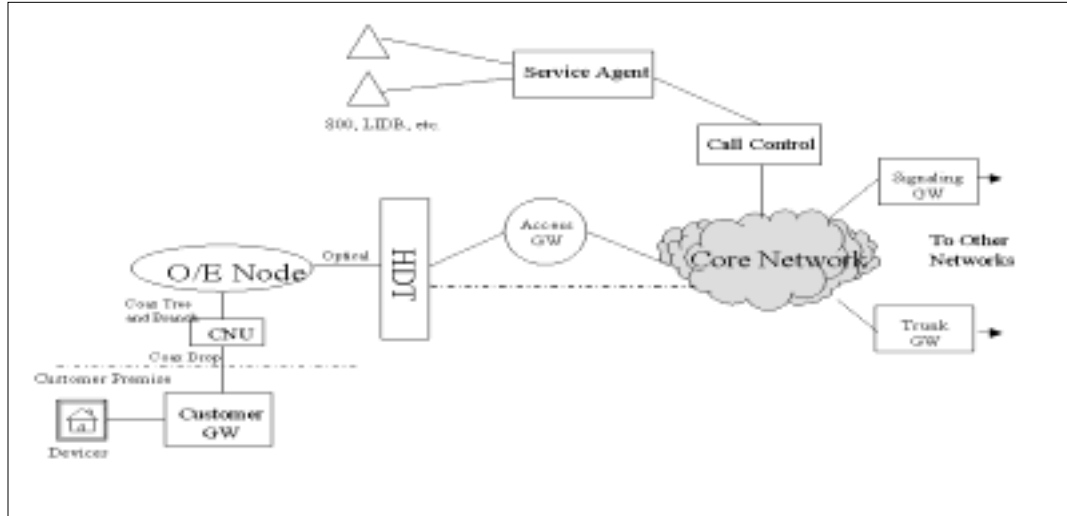 Service Agent
800, LIDB, etc.
Call Control
Signaling
GW
To Other
Networks
Access
GW
Core Network
HDT
Optical
O/E Node
Trunk
GW
Coax Tree
and Branch
CNU
Coax Drop
Customer Premise
Customer
GW
Devices